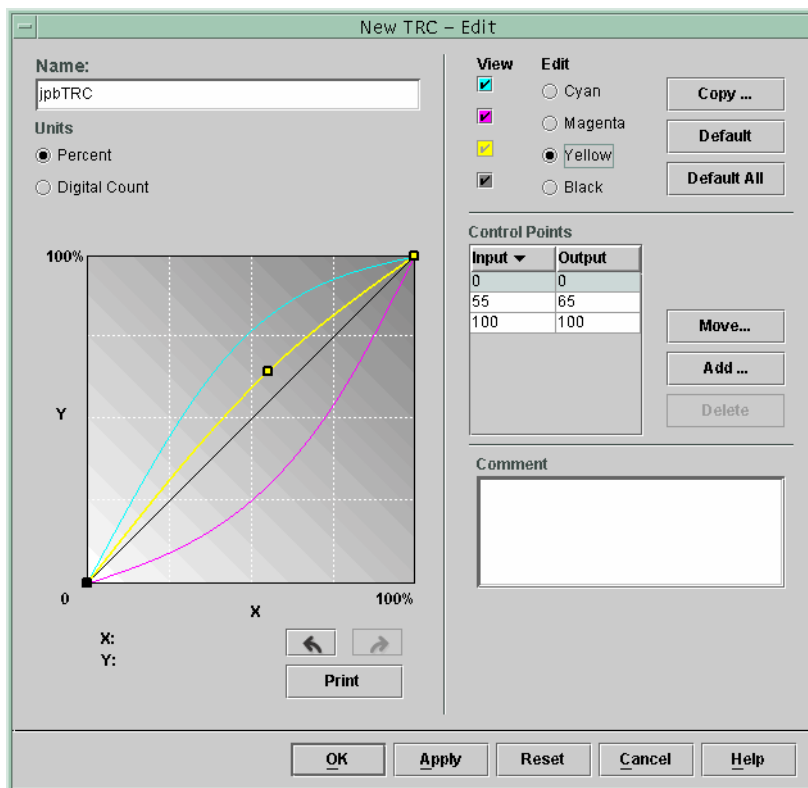 New TRC – Edit
Name:
jpbTRC
Units
Percent
Digital Count
100%
Y
0
X
100%
X:
Y:
Print
View Edit
Cyan
Magenta
Yellow
Black
Copy ...
Default
Default All
Control Points
Input Output
0 0
55 65
100 100
Move...
Add ...
Delete
Comment
OK Apply Reset Cancel Help